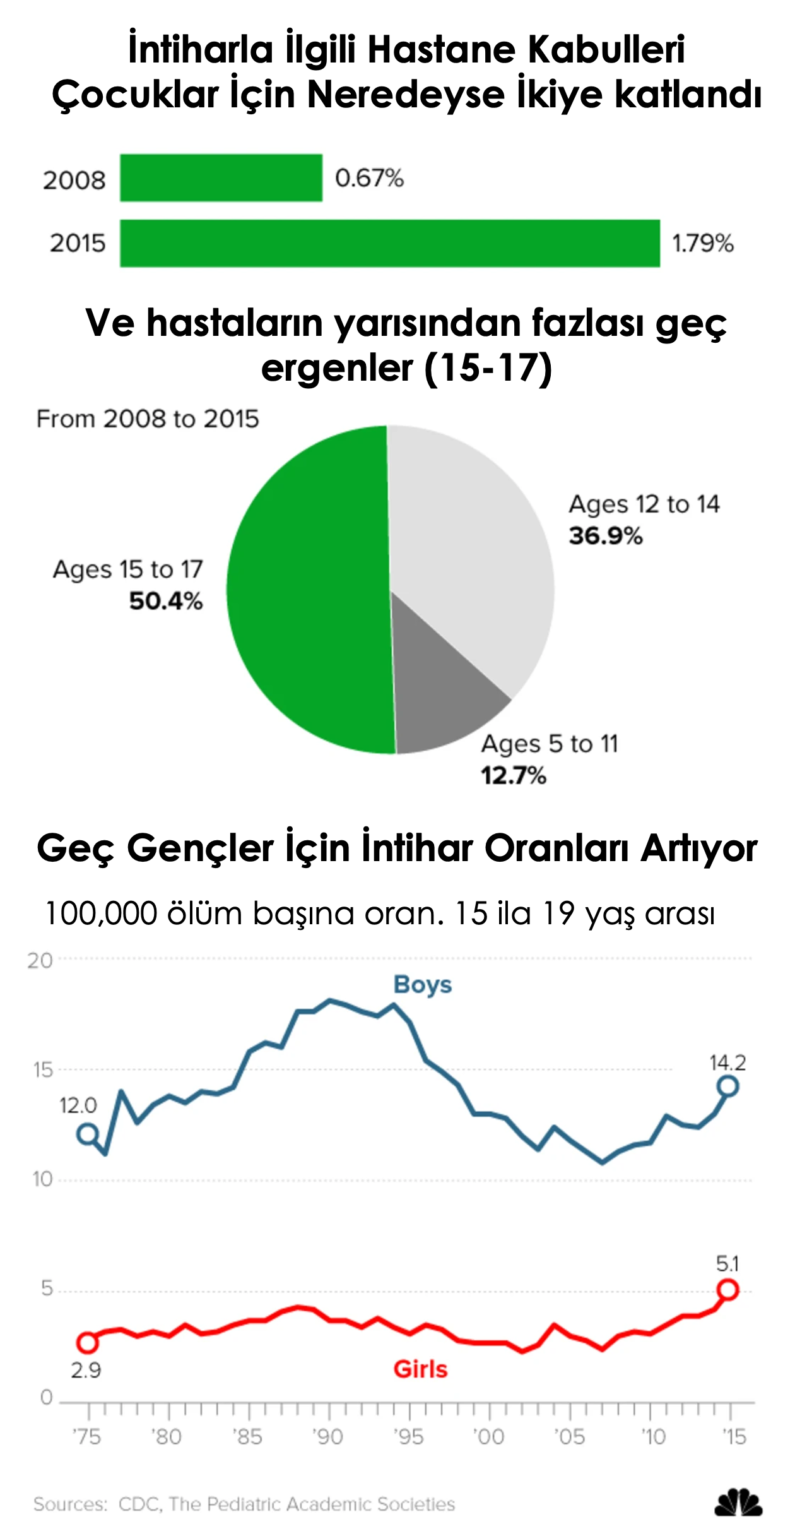 İntiharla İlgili Hastane Kabulleri
Çocuklar İçin Neredeyse İkiye katlandı
2008
0.67%
2015
1.79%
Ve hastaların yarısından fazlası geç
ergenler (15-17)
From 2008 to 2015
Ages 12 to 14
36.9%
Ages 15 to 17
50.4%
Ages 5 to 11
12.7%
Geç Gençler İçin İntihar Oranları Artıyor
100,000 ölüm başına oran. 15 ila 19 yaş arası
20
Boys
15
14.2
12.0
10
5.1
5
2.9
Girls
0
'75 '80 '85 '90 '95 '00 '05 '10 '15
Sources: CDC, The Pediatric Academic Societies